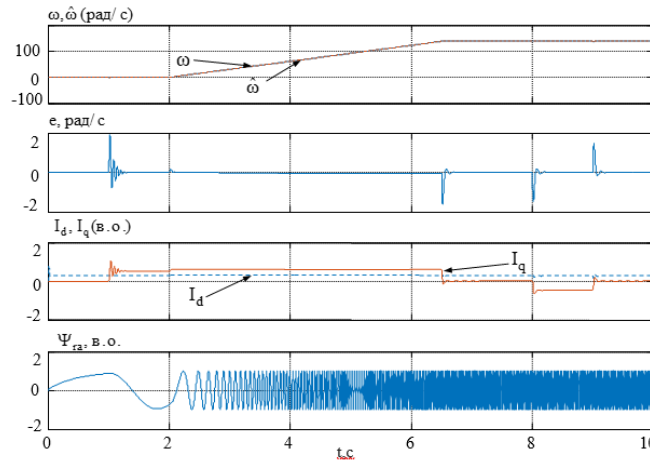 ω, ω̂ (рад/ с)
100
ω
0
ω̂
-100
e, рад/ с
2
0
-2
I_d, I_q (в.о.)
2
I_q
0
I_d
-2
Ψ_ra, в.о.
2
0
-2
0 2 4 6 8 10
t,c